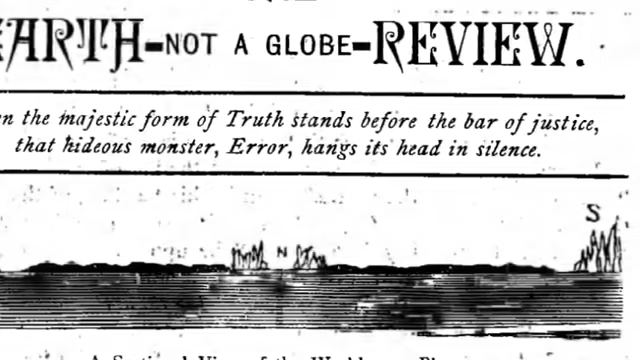 EARTH-NOT A GLOBE-REVIEW.
n the majestic form of Truth stands before the bar of justice,
that hideous monster, Error, hangs its head in silence.
S
N